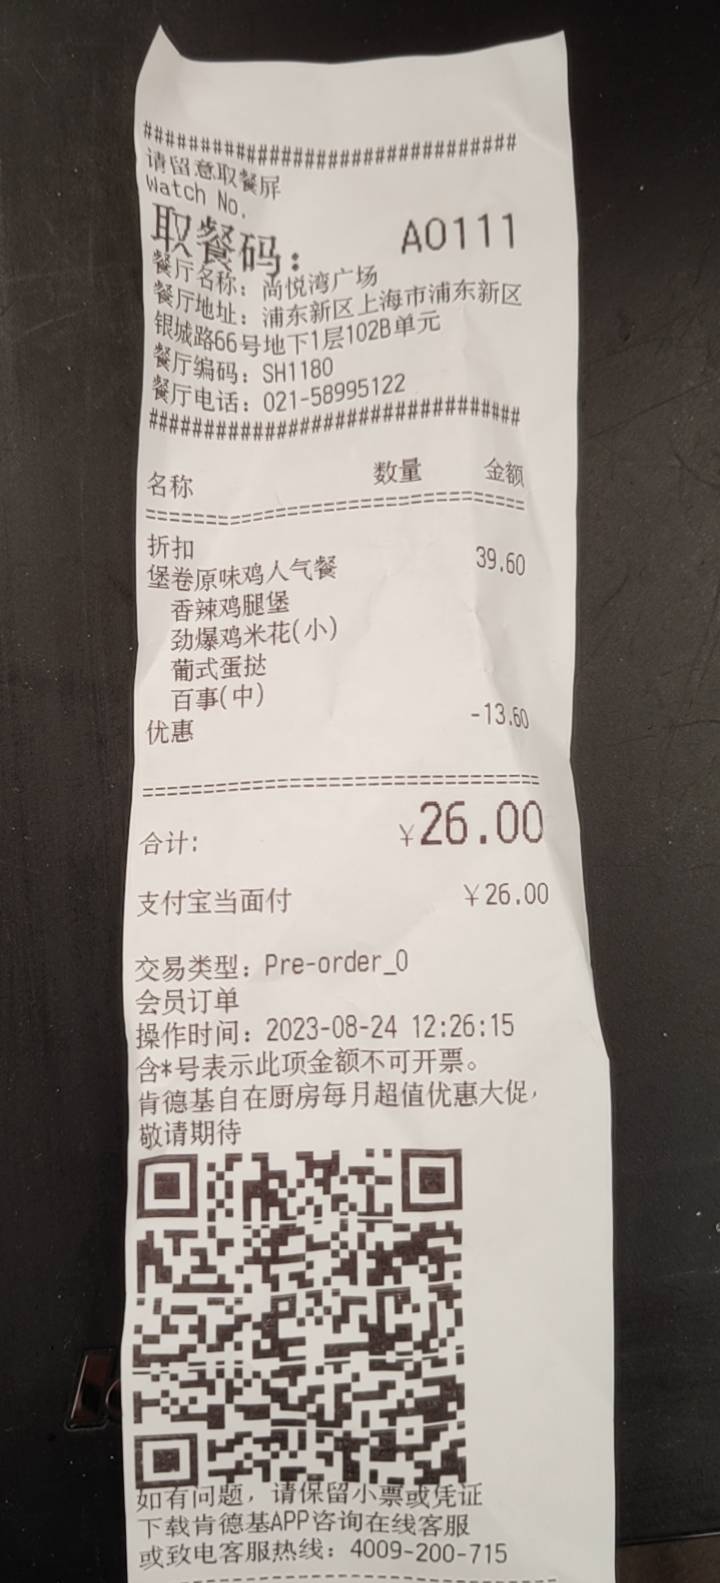 ##################################
请留意取餐屏
Watch No.
取餐码： A0111
餐厅名称：尚悦湾广场
餐厅地址：浦东新区上海市浦东新区
银城路66号地下1层102B单元
餐厅编码：SH1180
餐厅电话：021-58995122
##################################
名称 数量 金额
==================================
折扣
堡卷原味鸡人气餐 39.60
香辣鸡腿堡
劲爆鸡米花(小)
葡式蛋挞
百事(中)
优惠 -13.60
==================================
合计: ¥26.00
支付宝当面付 ¥26.00
交易类型：Pre-order_0
会员订单
操作时间：2023-08-24 12:26:15
含*号表示此项金额不可开票。
肯德基自在厨房每月超值优惠大促，
敬请期待
如有问题，请保留小票或凭证
下载肯德基APP咨询在线客服
或致电客服热线：4009-200-715